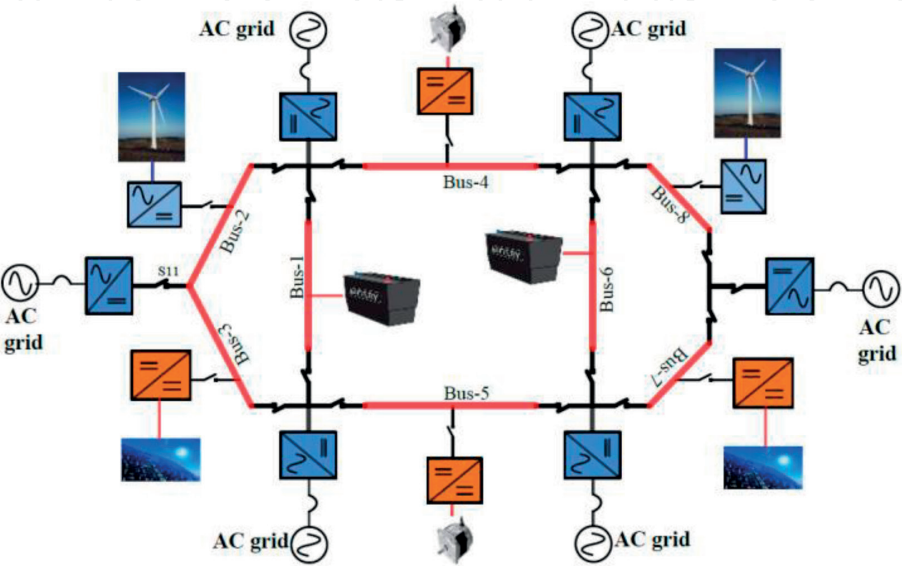 AC grid
AC grid
Bus-4
Bus-2
Bus-8
S11
Bus-1
Bus-6
AC
grid
AC
grid
Bus-3
Bus-7
Bus-5
AC grid
AC grid